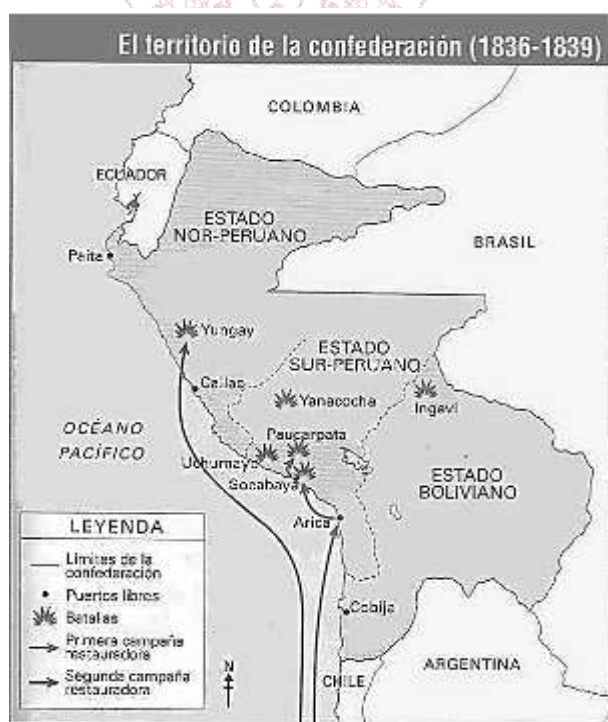 El territorio de la confederación (1836-1839)
COLOMBIA
ECUADOR
ESTADO
NOR-PERUANO
BRASIL
Paita
Yungay
ESTADO
SUR-PERUANO
Callao
Yanacocha
Ingavi
OCÉANO
PACÍFICO
Paucarpata
Uchumayo
Socabaya
ESTADO
BOLIVIANO
Arica
LEYENDA
Límites de la
confederación
Puertos libres
Batallas
Primera campaña
restauradora
Segunda campaña
restauradora
Cobija
N
CHILE
ARGENTINA